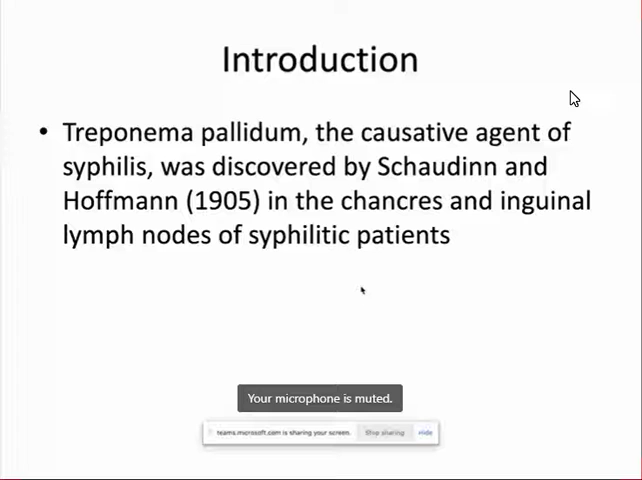 Introduction
• Treponema pallidum, the causative agent of
syphilis, was discovered by Schaudinn and
Hoffmann (1905) in the chancres and inguinal
lymph nodes of syphilitic patients
Your microphone is muted.
teams.microsoft.com is sharing your screen. Stop sharing Hide